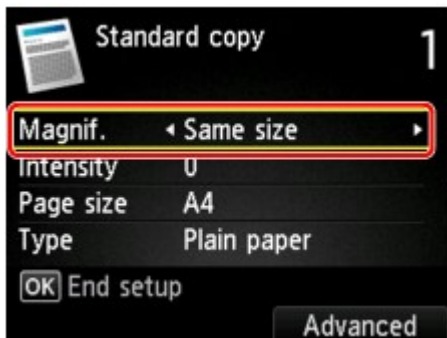 Standard copy 1
Magnif. Same size
Intensity 0
Page size A4
Type Plain paper
OK End setup
Advanced